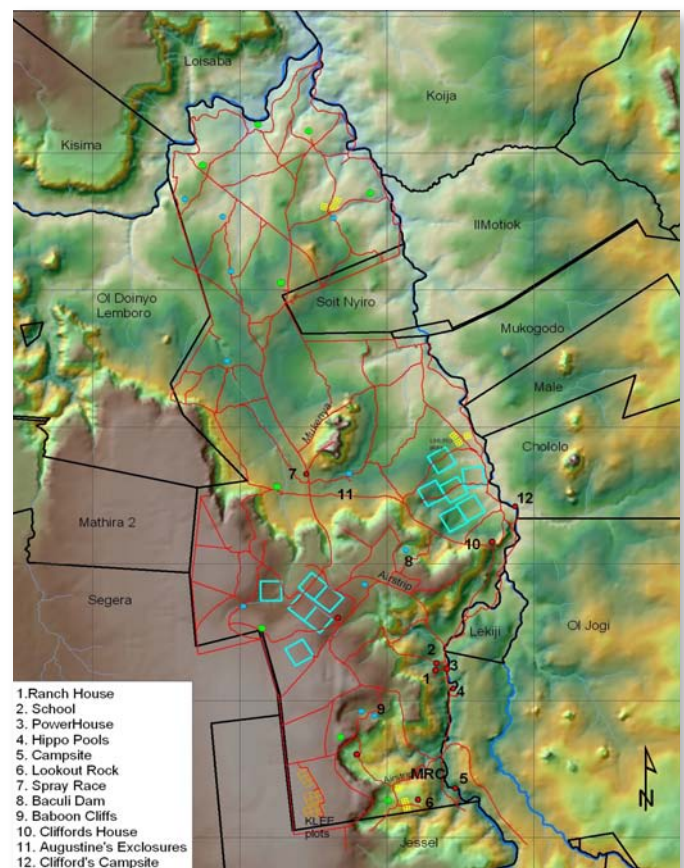 Loisaba
Koija
Kisima
IlMotiok
Ol Doinyo
Lemboro
Soit Nyiro
Mukogodo
Male
Mukenya
Chololo
7
11
12
Mathira 2
8
10
Airstrip
Segera
Lekiji
Ol Jogi
2
3
1
4
9
MRC
Airstrip
5
6
KLEE
plots
Jessel
N
1.Ranch House
2. School
3. PowerHouse
4. Hippo Pools
5. Campsite
6. Lookout Rock
7. Spray Race
8. Baculi Dam
9. Baboon Cliffs
10. Cliffords House
11. Augustine's Exclosures
12. Clifford's Campsite